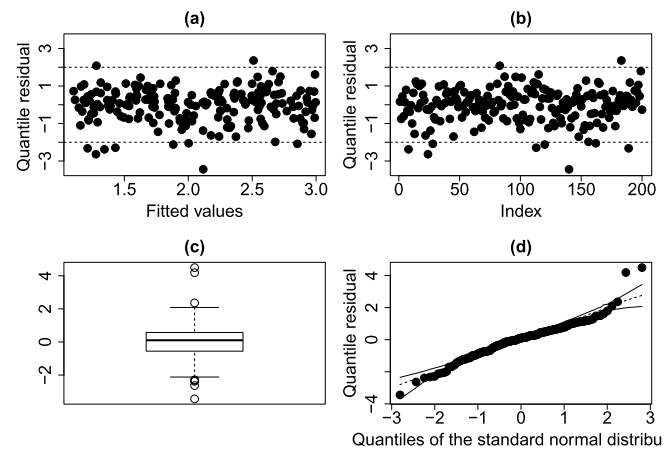 (a)
Quantile residual
3
1
−1
−3
1.5 2.0 2.5 3.0
Fitted values
(b)
Quantile residual
3
1
−1
−3
0 50 100 150 200
Index
(c)
4
2
0
−2
(d)
Quantile residual
4
2
0
−4
−3 −2 −1 0 1 2 3
Quantiles of the standard normal distribu